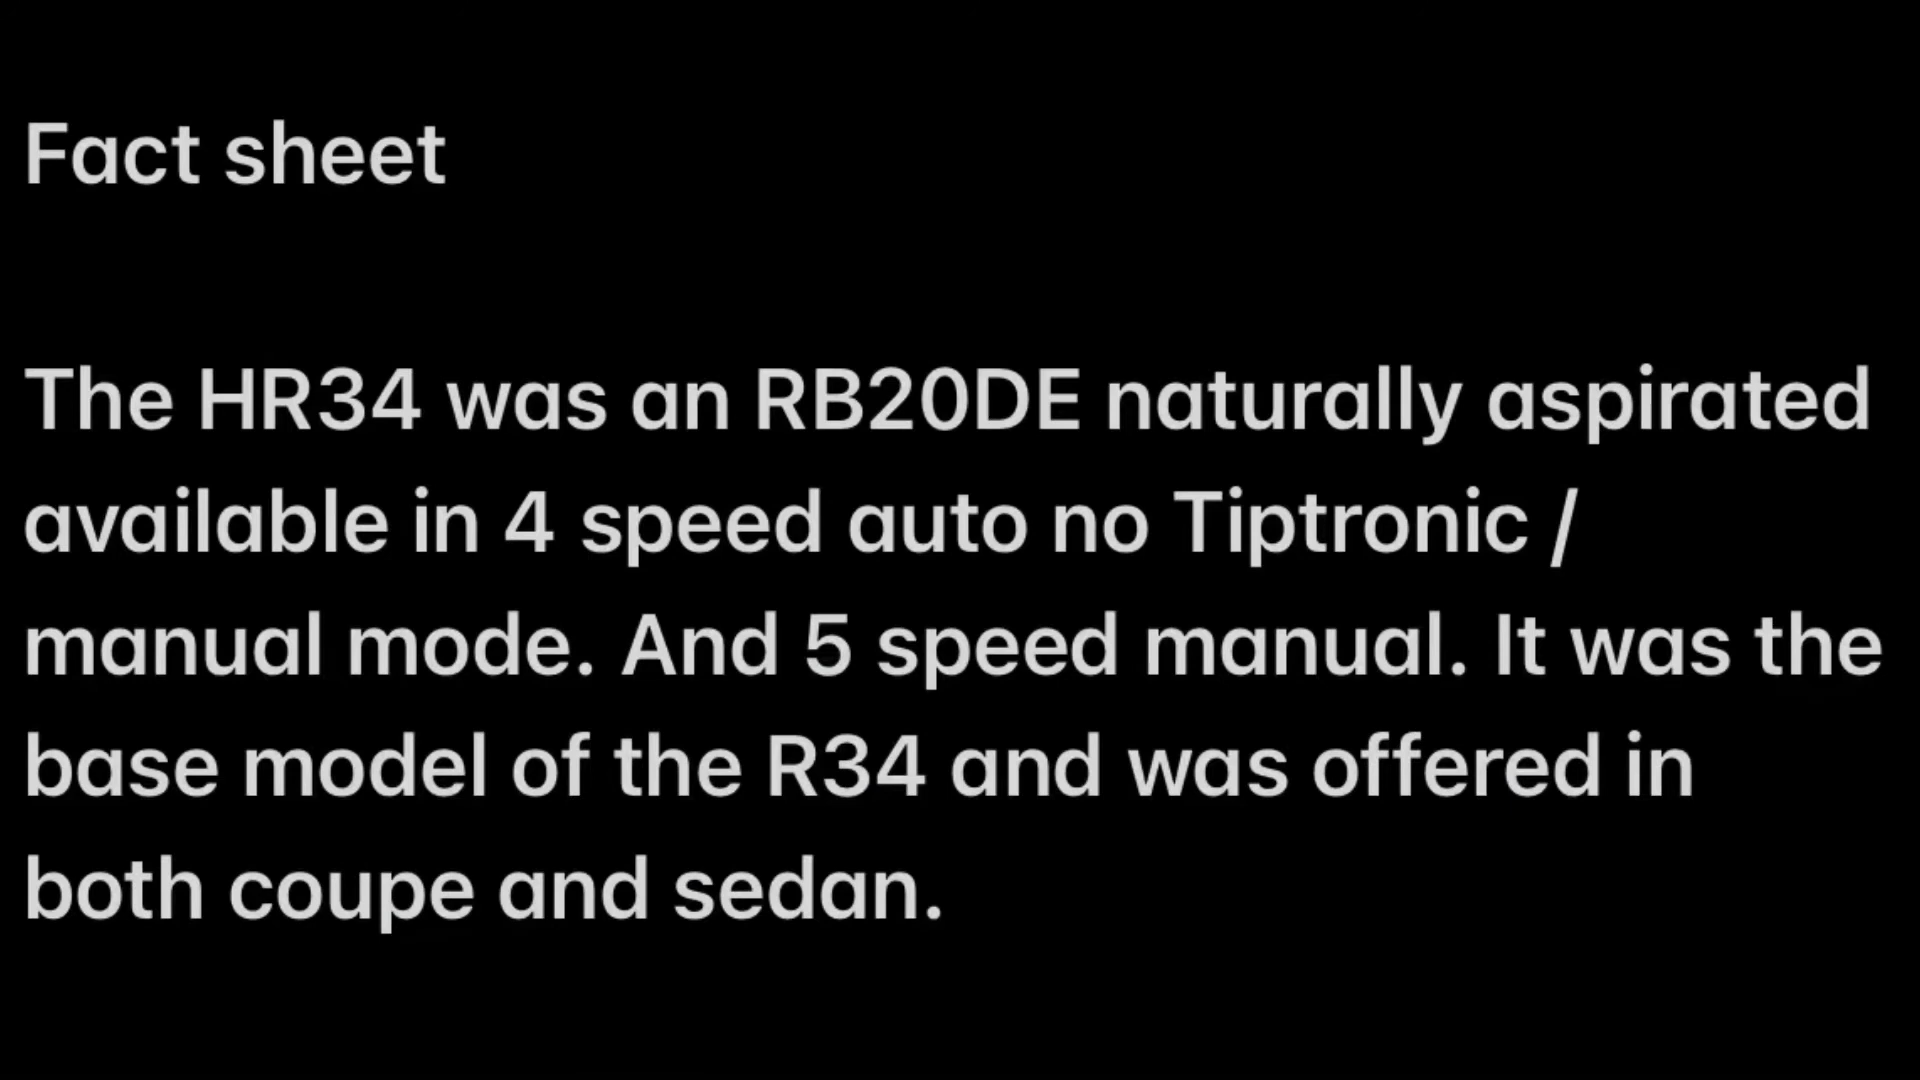 Fact sheet
The HR34 was an RB20DE naturally aspirated
available in 4 speed auto no Tiptronic /
manual mode. And 5 speed manual. It was the
base model of the R34 and was offered in
both coupe and sedan.